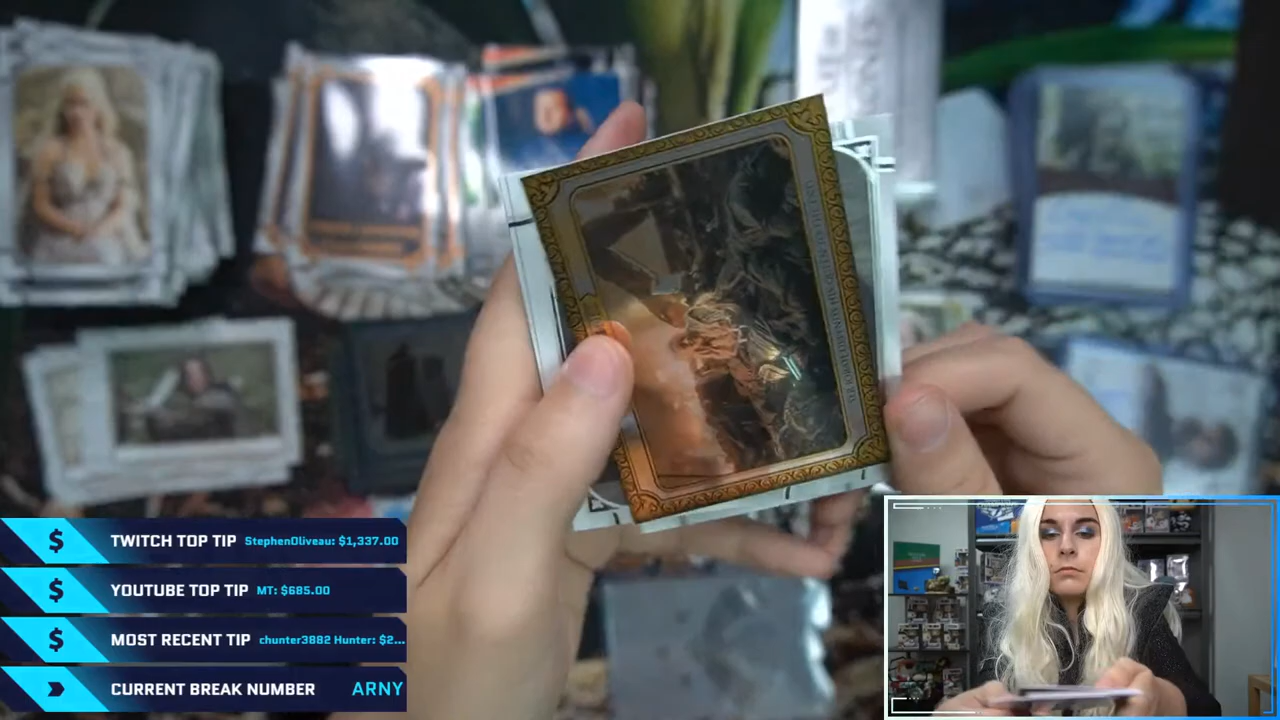 $ TWITCH TOP TIP StephenOliveau: $1,337.00
$ YOUTUBE TOP TIP MT: $685.00
$ MOST RECENT TIP chunter3882 Hunter: $2...
CURRENT BREAK NUMBER ARNY